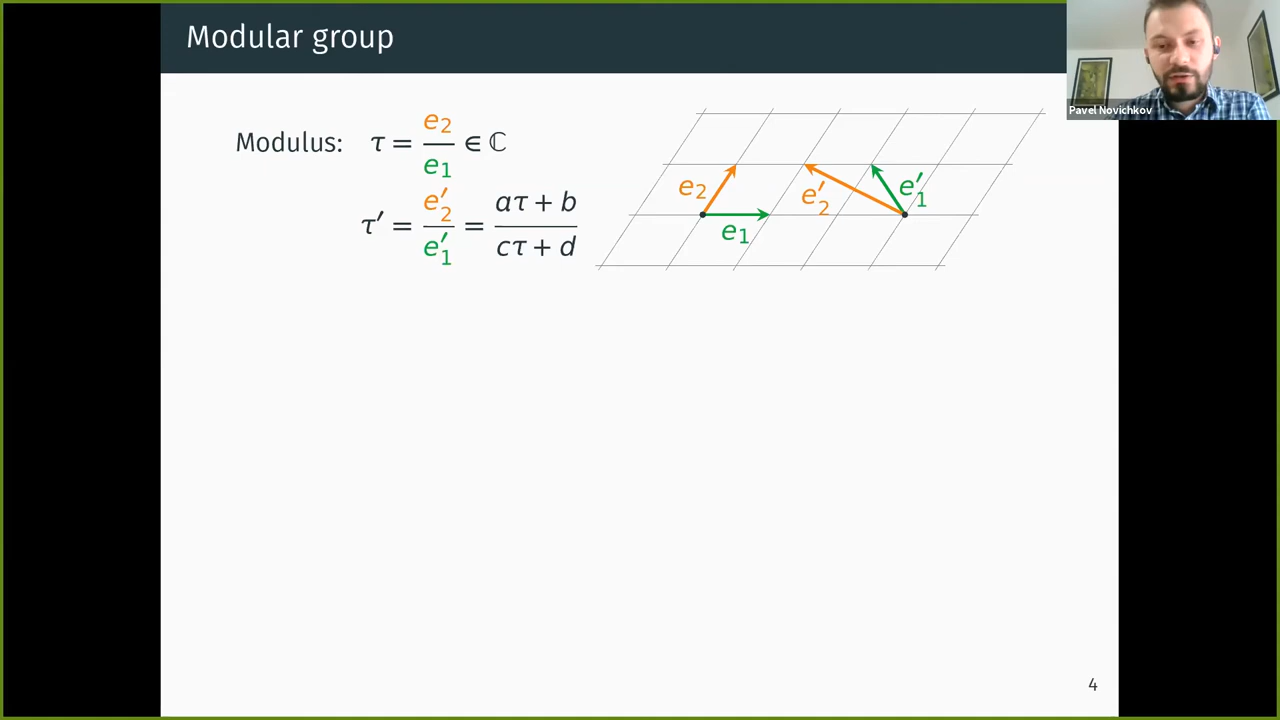 Modular group
Pavel Novichkov
Modulus: τ = e₂/e₁ ∈ ℂ
τ′ = e′₂/e′₁ = (aτ + b)/(cτ + d)
e₂
e₁
e′₂
e′₁
4